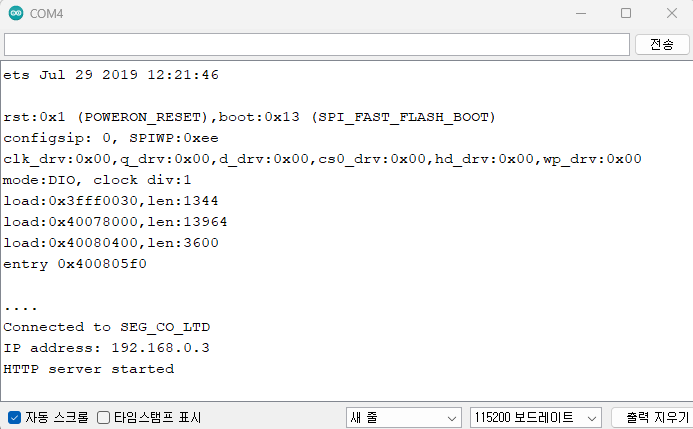 COM4
전송
ets Jul 29 2019 12:21:46
rst:0x1 (POWERON_RESET),boot:0x13 (SPI_FAST_FLASH_BOOT)
configsip: 0, SPIWP:0xee
clk_drv:0x00,q_drv:0x00,d_drv:0x00,cs0_drv:0x00,hd_drv:0x00,wp_drv:0x00
mode:DIO, clock div:1
load:0x3fff0030,len:1344
load:0x40078000,len:13964
load:0x40080400,len:3600
entry 0x400805f0
....
Connected to SEG_CO_LTD
IP address: 192.168.0.3
HTTP server started
자동 스크롤 타임스탬프 표시 새 줄 115200 보드레이트 출력 지우기